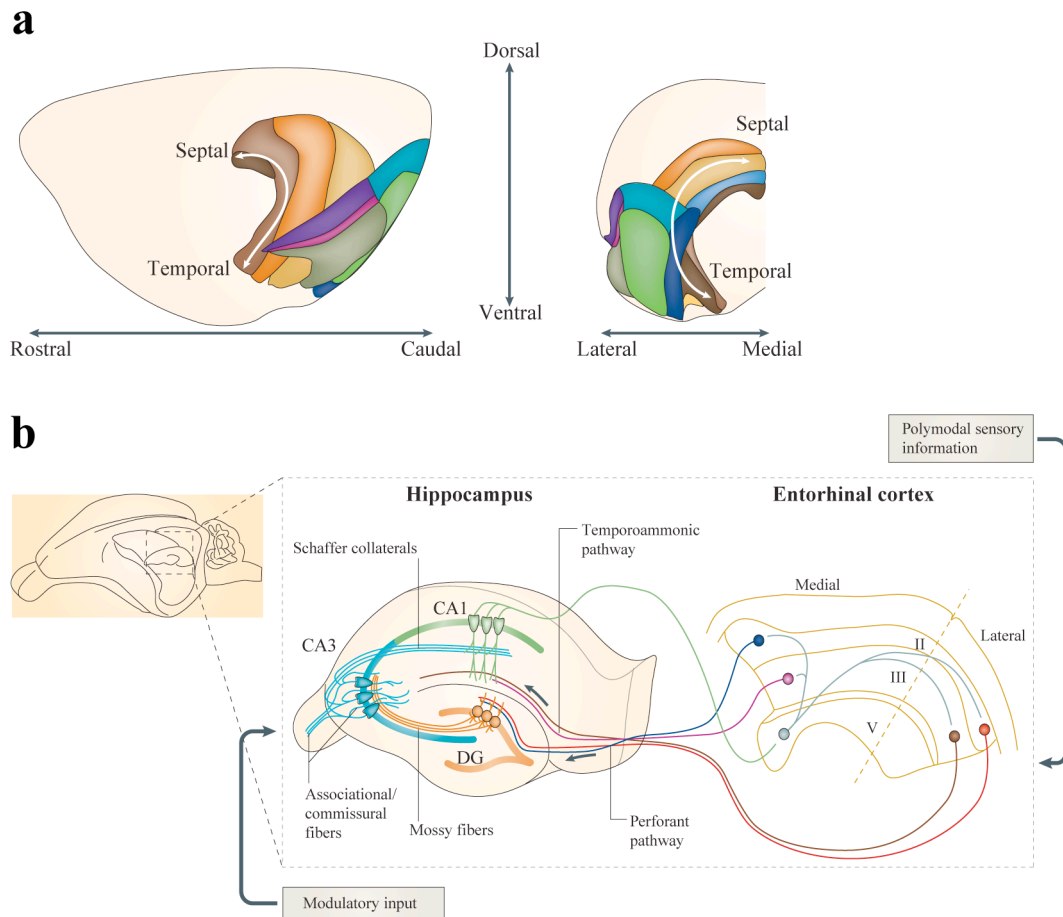 a
Dorsal
Septal
Temporal
Ventral
Rostral
Caudal
Septal
Temporal
Lateral
Medial
b
Polymodal sensory
information
Hippocampus
Entorhinal cortex
Temporoammonic
pathway
Schaffer collaterals
Medial
CA1
CA3
Lateral
II
III
V
DG
Associational/
commissural
fibers
Mossy fibers
Perforant
pathway
Modulatory input